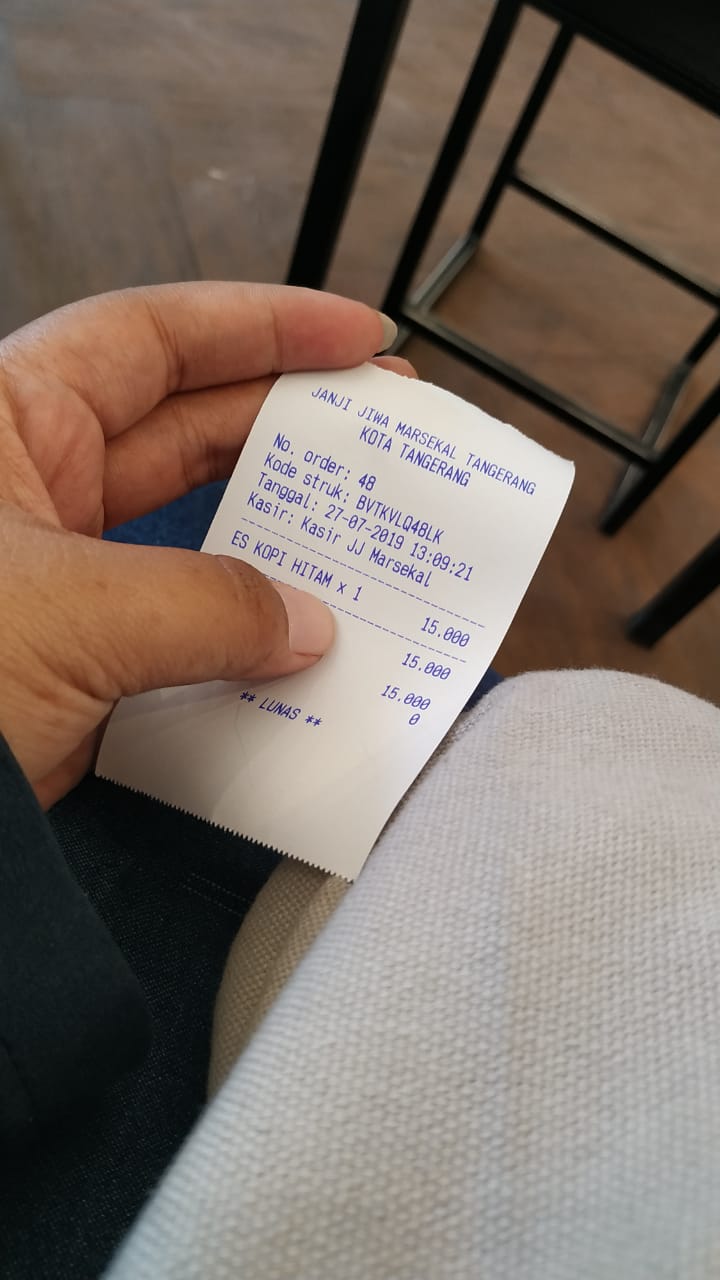 JANJI JIWA MARSEKAL TANGERANG
KOTA TANGERANG
No. order: 48
Kode struk: BVTKVLQ48LK
Tanggal: 27-07-2019 13:09:21
Kasir: Kasir JJ Marsekal
ES KOPI HITAM x 1
15.000
15.000
15.000
0
** LUNAS **